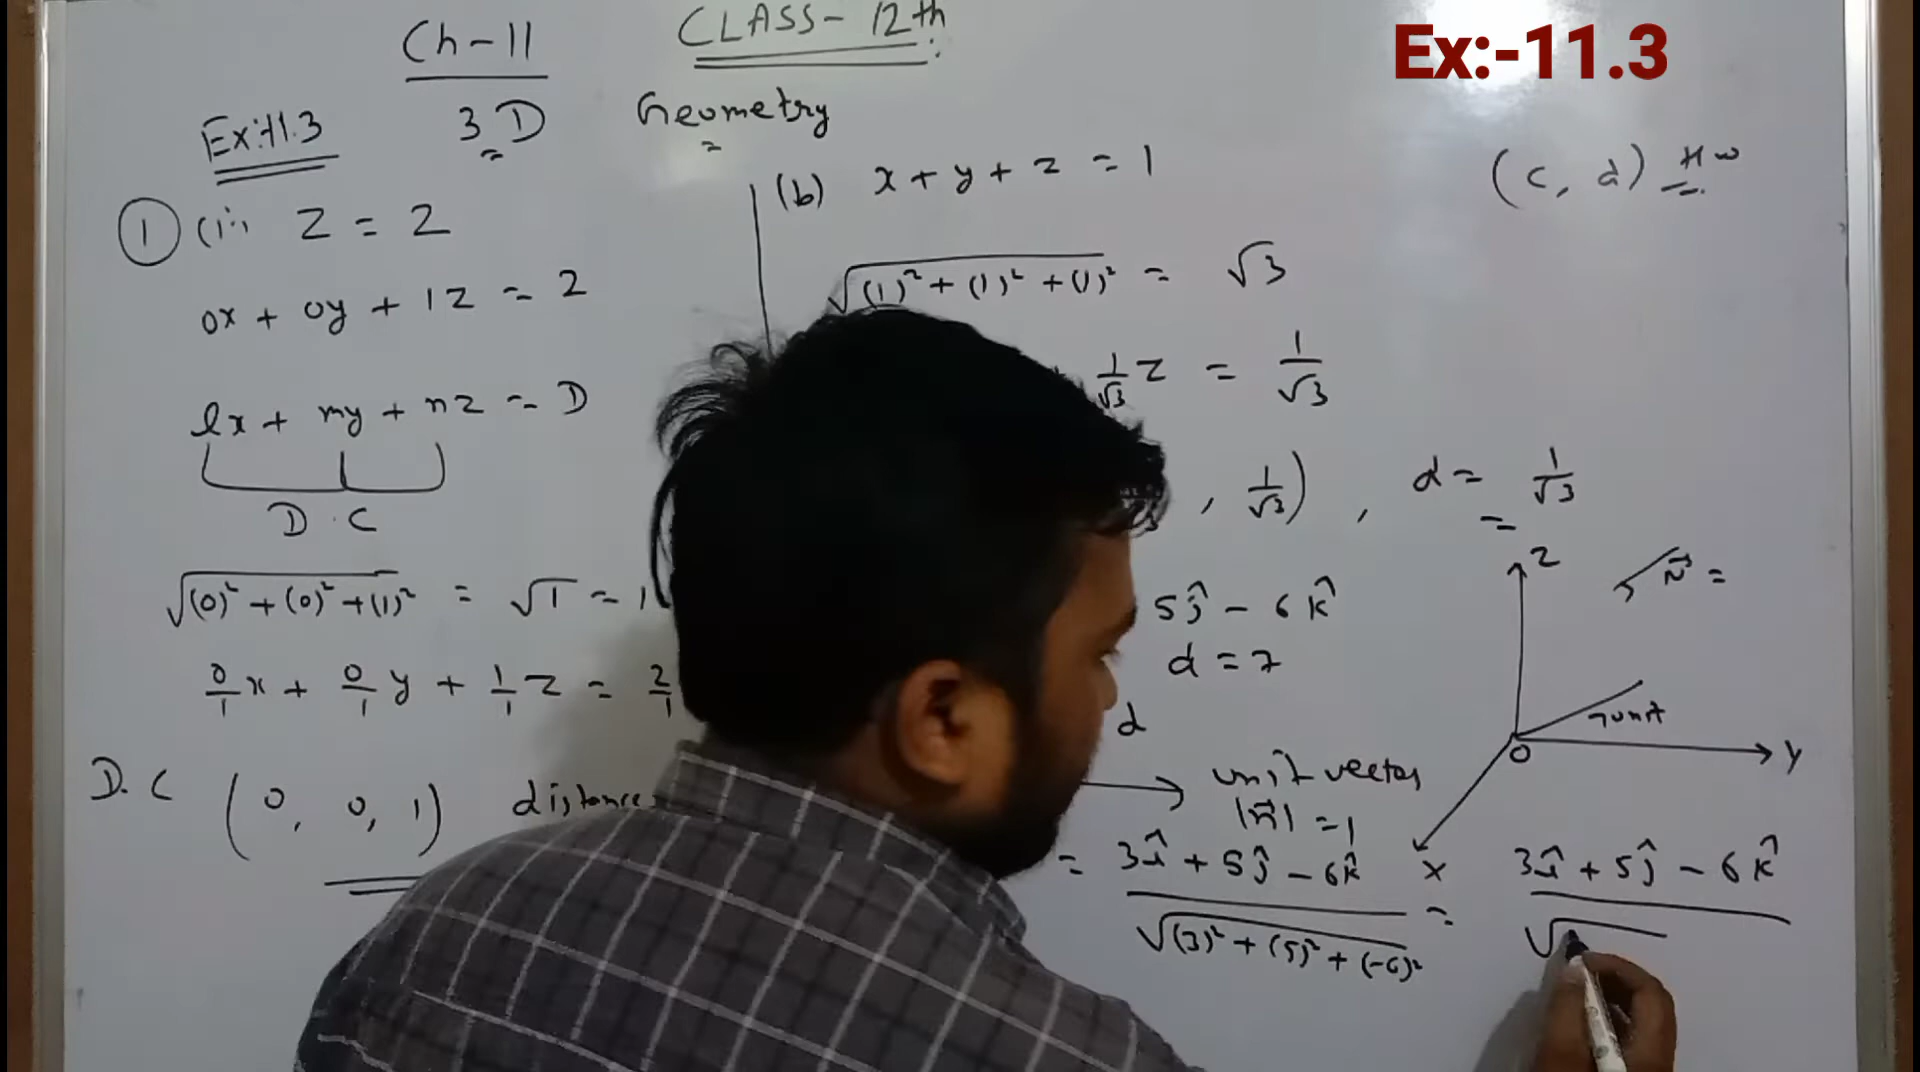 Ex:-11.3
Ch-11 CLASS-12th
3D Geometry
Ex:11.3
z = 2
0x + 0y + 1z = 2
lx + my + nz = D
D.C
√(0)² + (0)² + (1)² = √1 = 1
0/1 x + 0/1 y + 1/1 z = 2/1
D.C (0, 0, 1) distance
(b) x + y + z = 1
√(1)² + (1)² + (1)² = √3
1/√3 z = 1/√3
, 1/√3) , d = 1/√3
5ĵ - 6k̂
d = 7
d
unit vector
|n⃗| = 1
= 3î + 5ĵ - 6k̂ / √(3)² + (5)² + (-6)² = 3î + 5ĵ - 6k̂ / √
(c, d) HW
z
n⃗ =
7unit
O
y
x